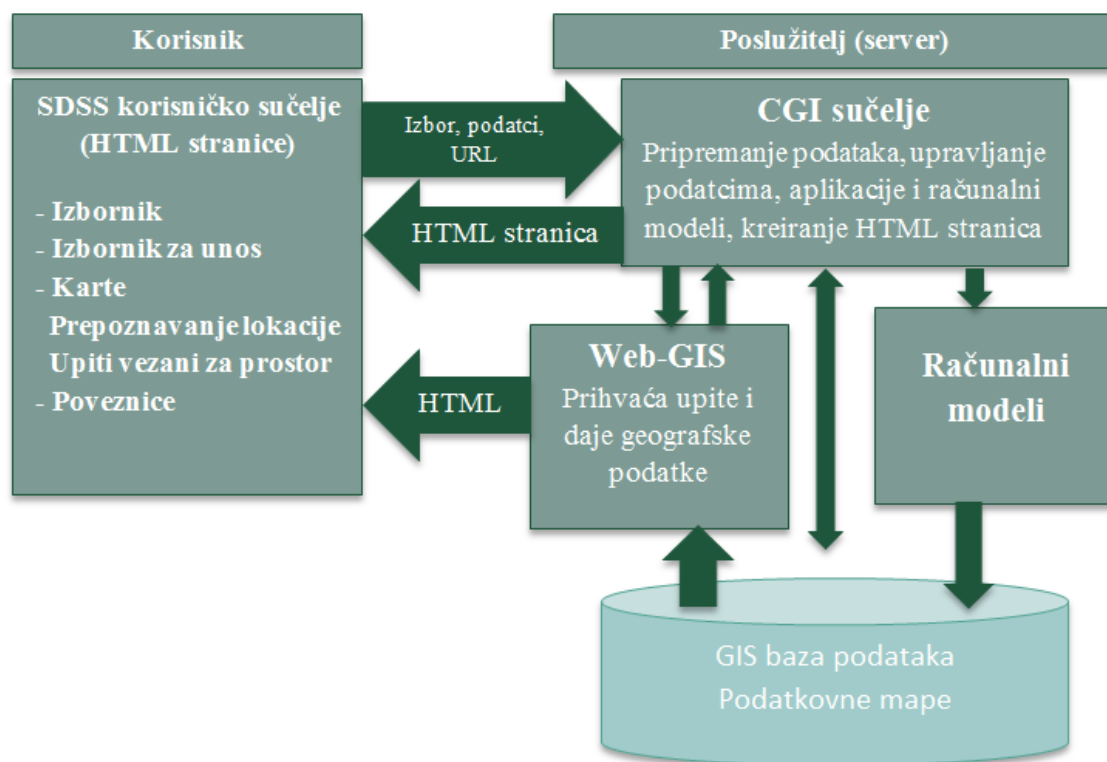 Korisnik
Poslužitelj (server)
SDSS korisničko sučelje
(HTML stranice)
- Izbornik
- Izbornik za unos
- Karte
Prepoznavanje lokacije
Upiti vezani za prostor
- Poveznice
Izbor, podatci,
URL
HTML stranica
HTML
CGI sučelje
Pripremanje podataka, upravljanje
podatcima, aplikacije i računalni
modeli, kreiranje HTML stranica
Web-GIS
Prihvaća upite i
daje geografske
podatke
Računalni
modeli
GIS baza podataka
Podatkovne mape